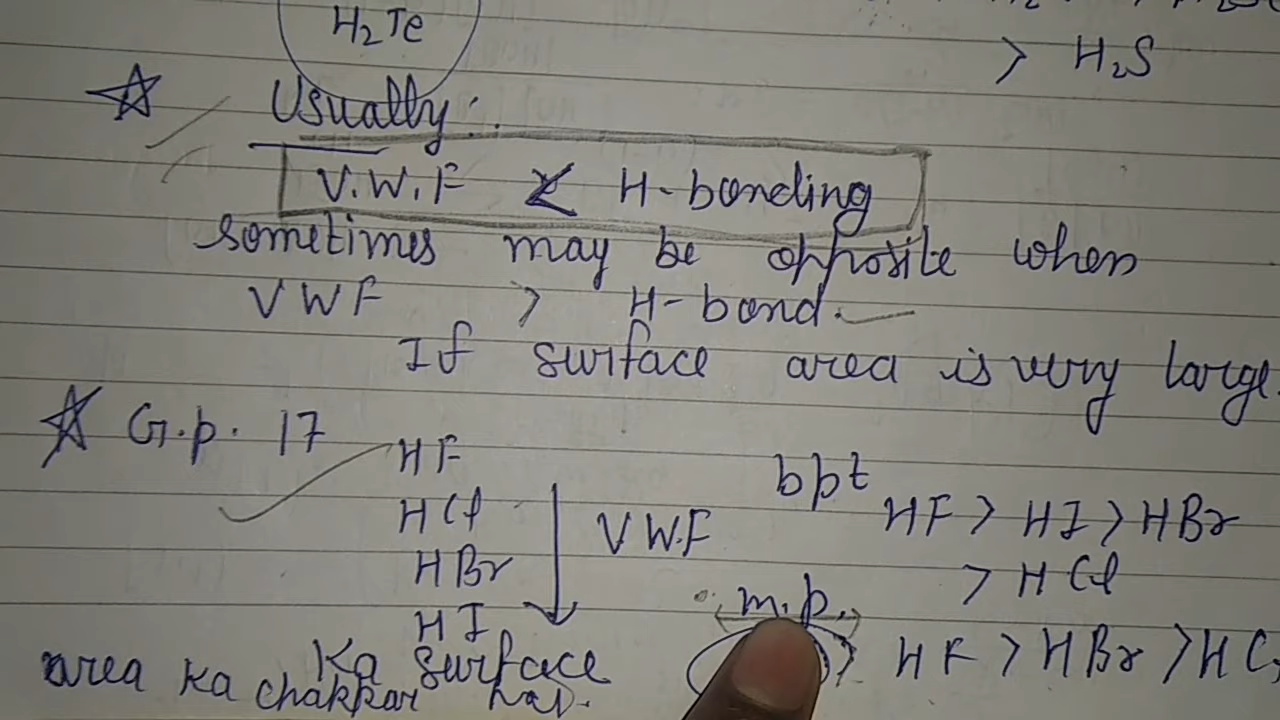 H₂Te
> H₂S
Usually:
V.W.F < H-bonding
sometimes may be opposite when
VWF > H-bond.
If surface area is very large.
G.p. 17
HF
HCl
HBr
HI
VWF
bpt
HF > HI > HBr
> HCl
m.p.
HF > HBr > HC
Ka surface
area ka chakkar hai.